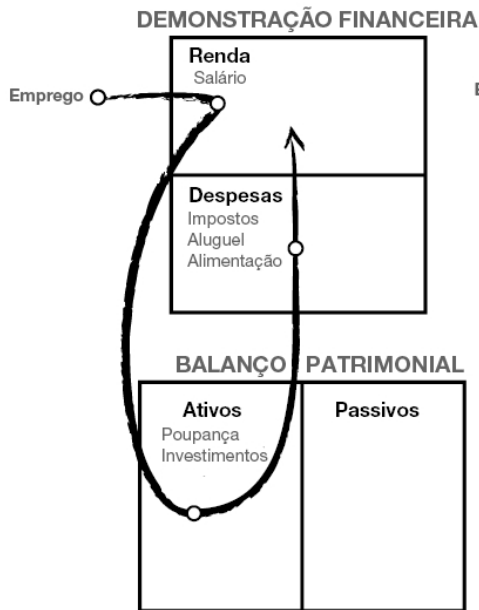 DEMONSTRAÇÃO FINANCEIRA
Renda
Salário
Emprego
Despesas
Impostos
Aluguel
Alimentação
BALANÇO PATRIMONIAL
Ativos
Poupança
Investimentos
Passivos